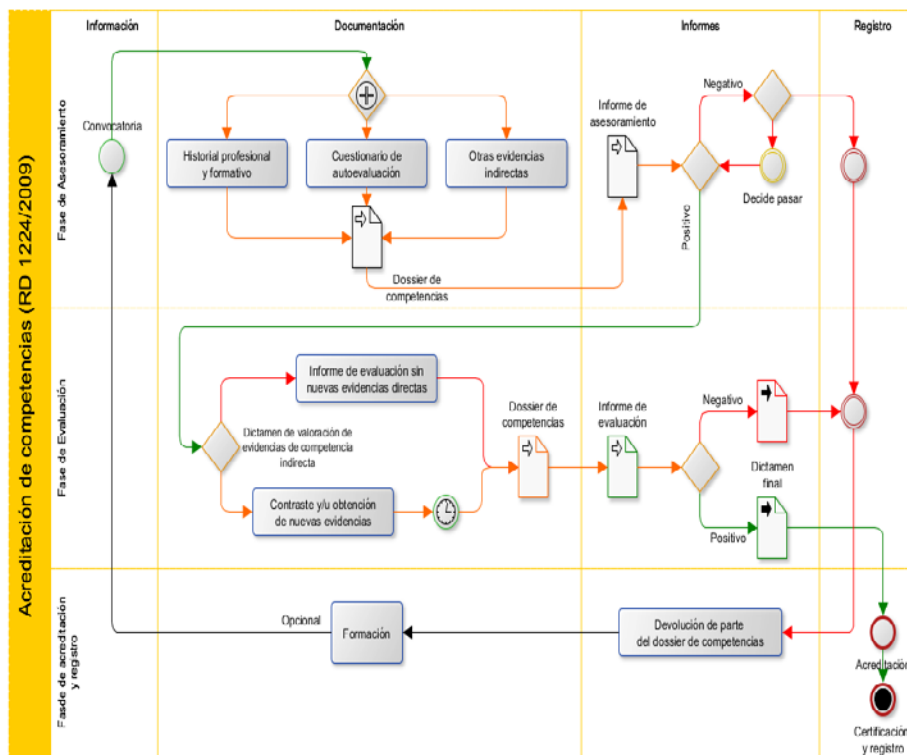 Acreditación de competencias (RD 1224/2009)
Información
Documentación
Informes
Registro
Fase de Asesoramiento
Convocatoria
Historial profesional
y formativo
Cuestionario de
autoevaluación
Otras evidencias
indirectas
Dossier de
competencias
Informe de
asesoramiento
Negativo
Decide pasar
Positivo
Fase de Evaluación
Informe de evaluación sin
nuevas evidencias directas
Dictamen de valoración de
evidencias de competencia
indirecta
Contraste y/u obtención
de nuevas evidencias
Dossier de
competencias
Informe de
evaluación
Negativo
Dictamen
final
Positivo
Fasde de acreditación
y registro
Opcional
Formación
Devolución de parte
del dossier de competencias
Acreditación
Certificación
y registro